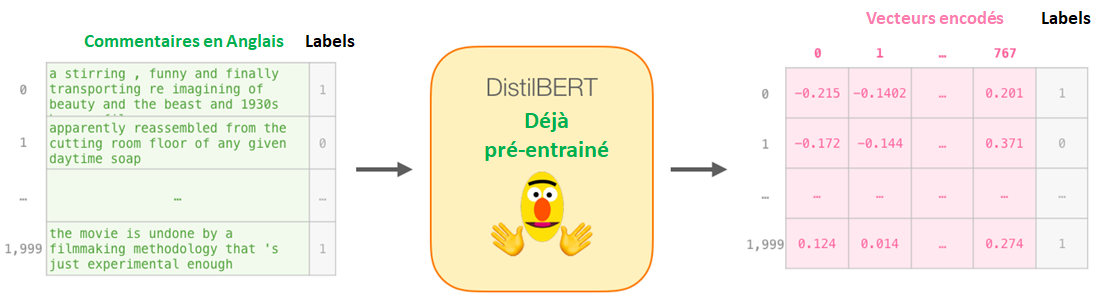 Commentaires en Anglais Labels
0 a stirring , funny and finally
transporting re imagining of
beauty and the beast and 1930s
1
1 apparently reassembled from the
cutting room floor of any given
daytime soap
0
… … …
1,999 the movie is undone by a
filmmaking methodology that 's
just experimental enough
1
DistilBERT
Déjà
pré-entrainé
Vecteurs encodés Labels
0 1 … 767
0 -0.215 -0.1402 … 0.201 1
1 -0.172 -0.144 … 0.371 0
… … … … … …
1,999 0.124 0.014 … 0.274 1